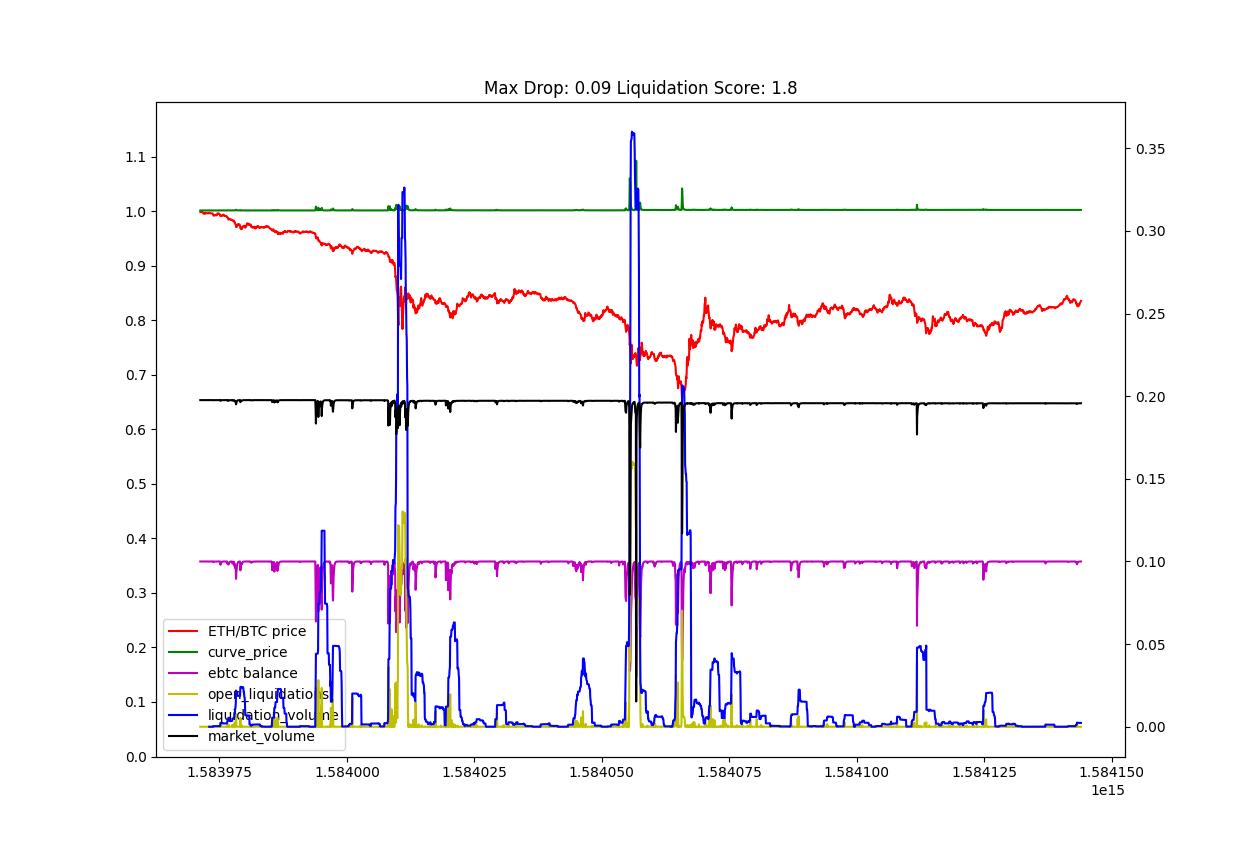 Max Drop: 0.09 Liquidation Score: 1.8
1.1
1.0
0.9
0.8
0.7
0.6
0.5
0.4
0.3
0.2
0.1
0.0
0.35
0.30
0.25
0.20
0.15
0.10
0.05
0.00
ETH/BTC price
curve_price
ebtc balance
open_liquidations
liquidation_volume
market_volume
1.583975 1.584000 1.584025 1.584050 1.584075 1.584100 1.584125 1.584150
1e15